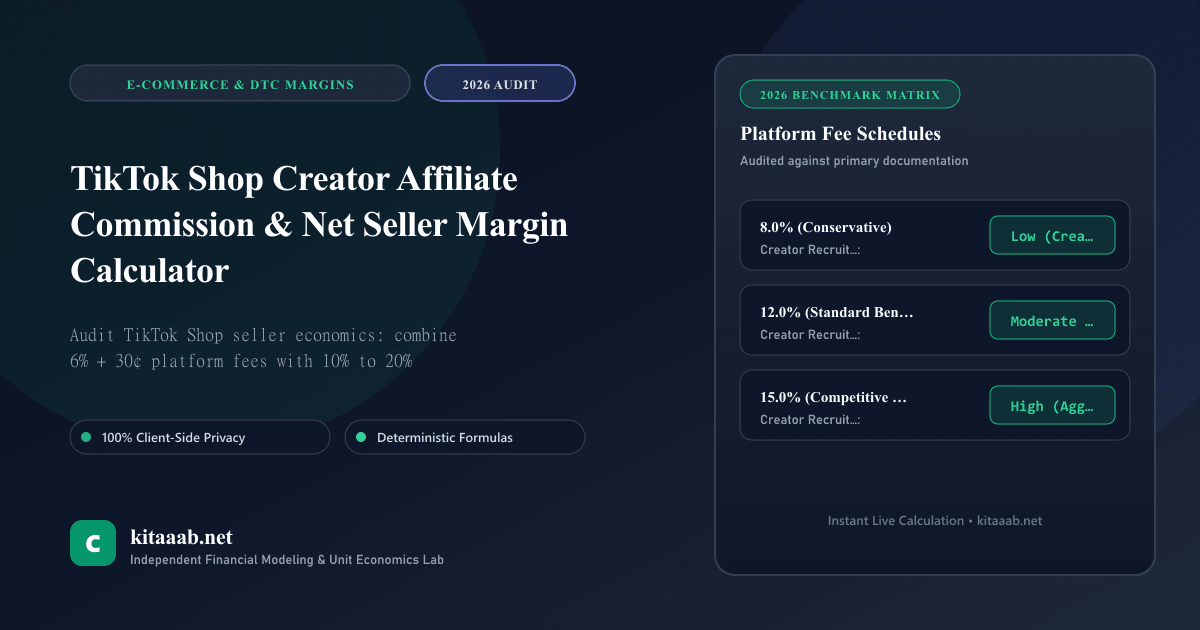 E-COMMERCE & DTC MARGINS
2026 AUDIT
TikTok Shop Creator Affiliate
Commission & Net Seller Margin
Calculator
Audit TikTok Shop seller economics: combine
6% + 30¢ platform fees with 10% to 20%
100% Client-Side Privacy
Deterministic Formulas
C
kitaaab.net
Independent Financial Modeling & Unit Economics Lab
2026 BENCHMARK MATRIX
Platform Fee Schedules
Audited against primary documentation
8.0% (Conservative)
Creator Recruit…:
Low (Crea…
12.0% (Standard Ben…
Creator Recruit…:
Moderate …
15.0% (Competitive …
Creator Recruit…:
High (Agg…
Instant Live Calculation • kitaaab.net